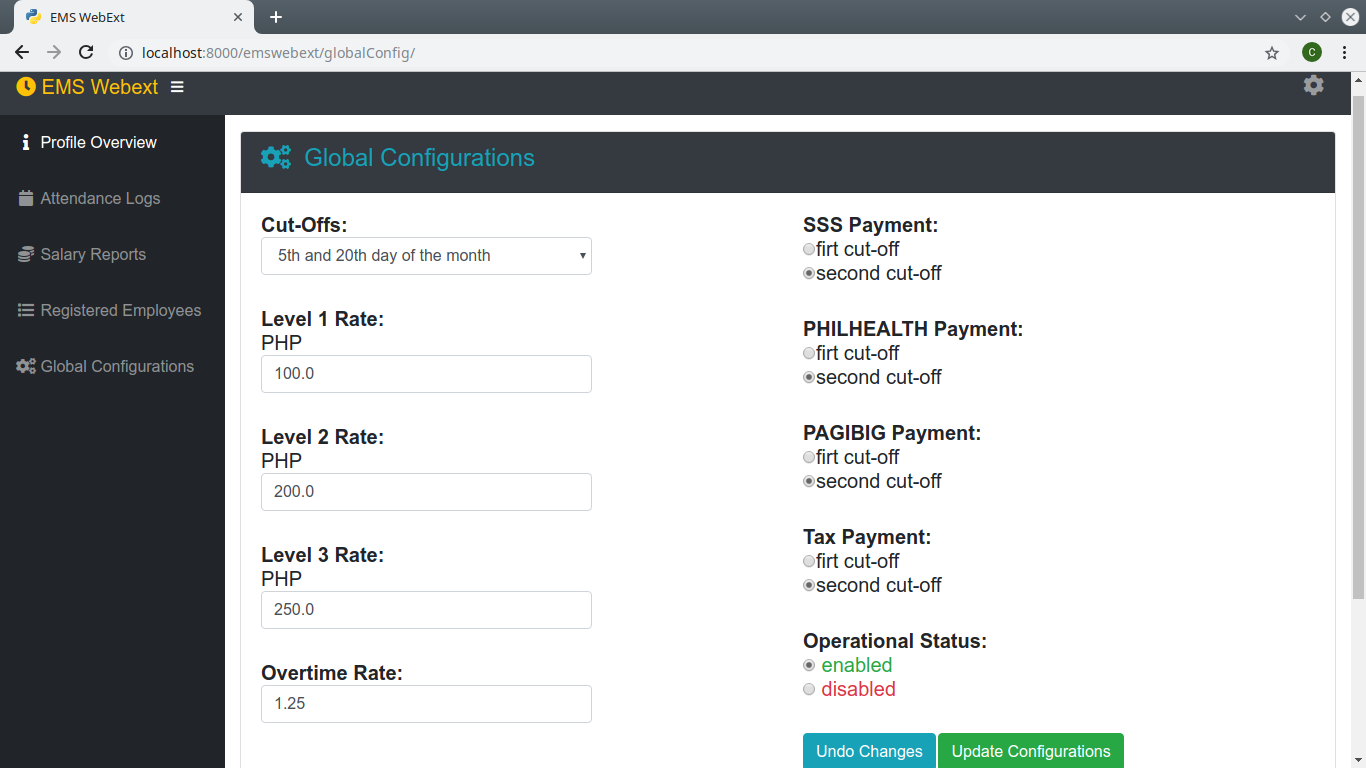 EMS WebExt
localhost:8000/emswebext/globalConfig/
C
EMS Webext
Profile Overview
Attendance Logs
Salary Reports
Registered Employees
Global Configurations
Global Configurations
Cut-Offs:
5th and 20th day of the month
Level 1 Rate:
PHP
100.0
Level 2 Rate:
PHP
200.0
Level 3 Rate:
PHP
250.0
Overtime Rate:
1.25
SSS Payment:
firt cut-off
second cut-off
PHILHEALTH Payment:
firt cut-off
second cut-off
PAGIBIG Payment:
firt cut-off
second cut-off
Tax Payment:
firt cut-off
second cut-off
Operational Status:
enabled
disabled
Undo Changes Update Configurations